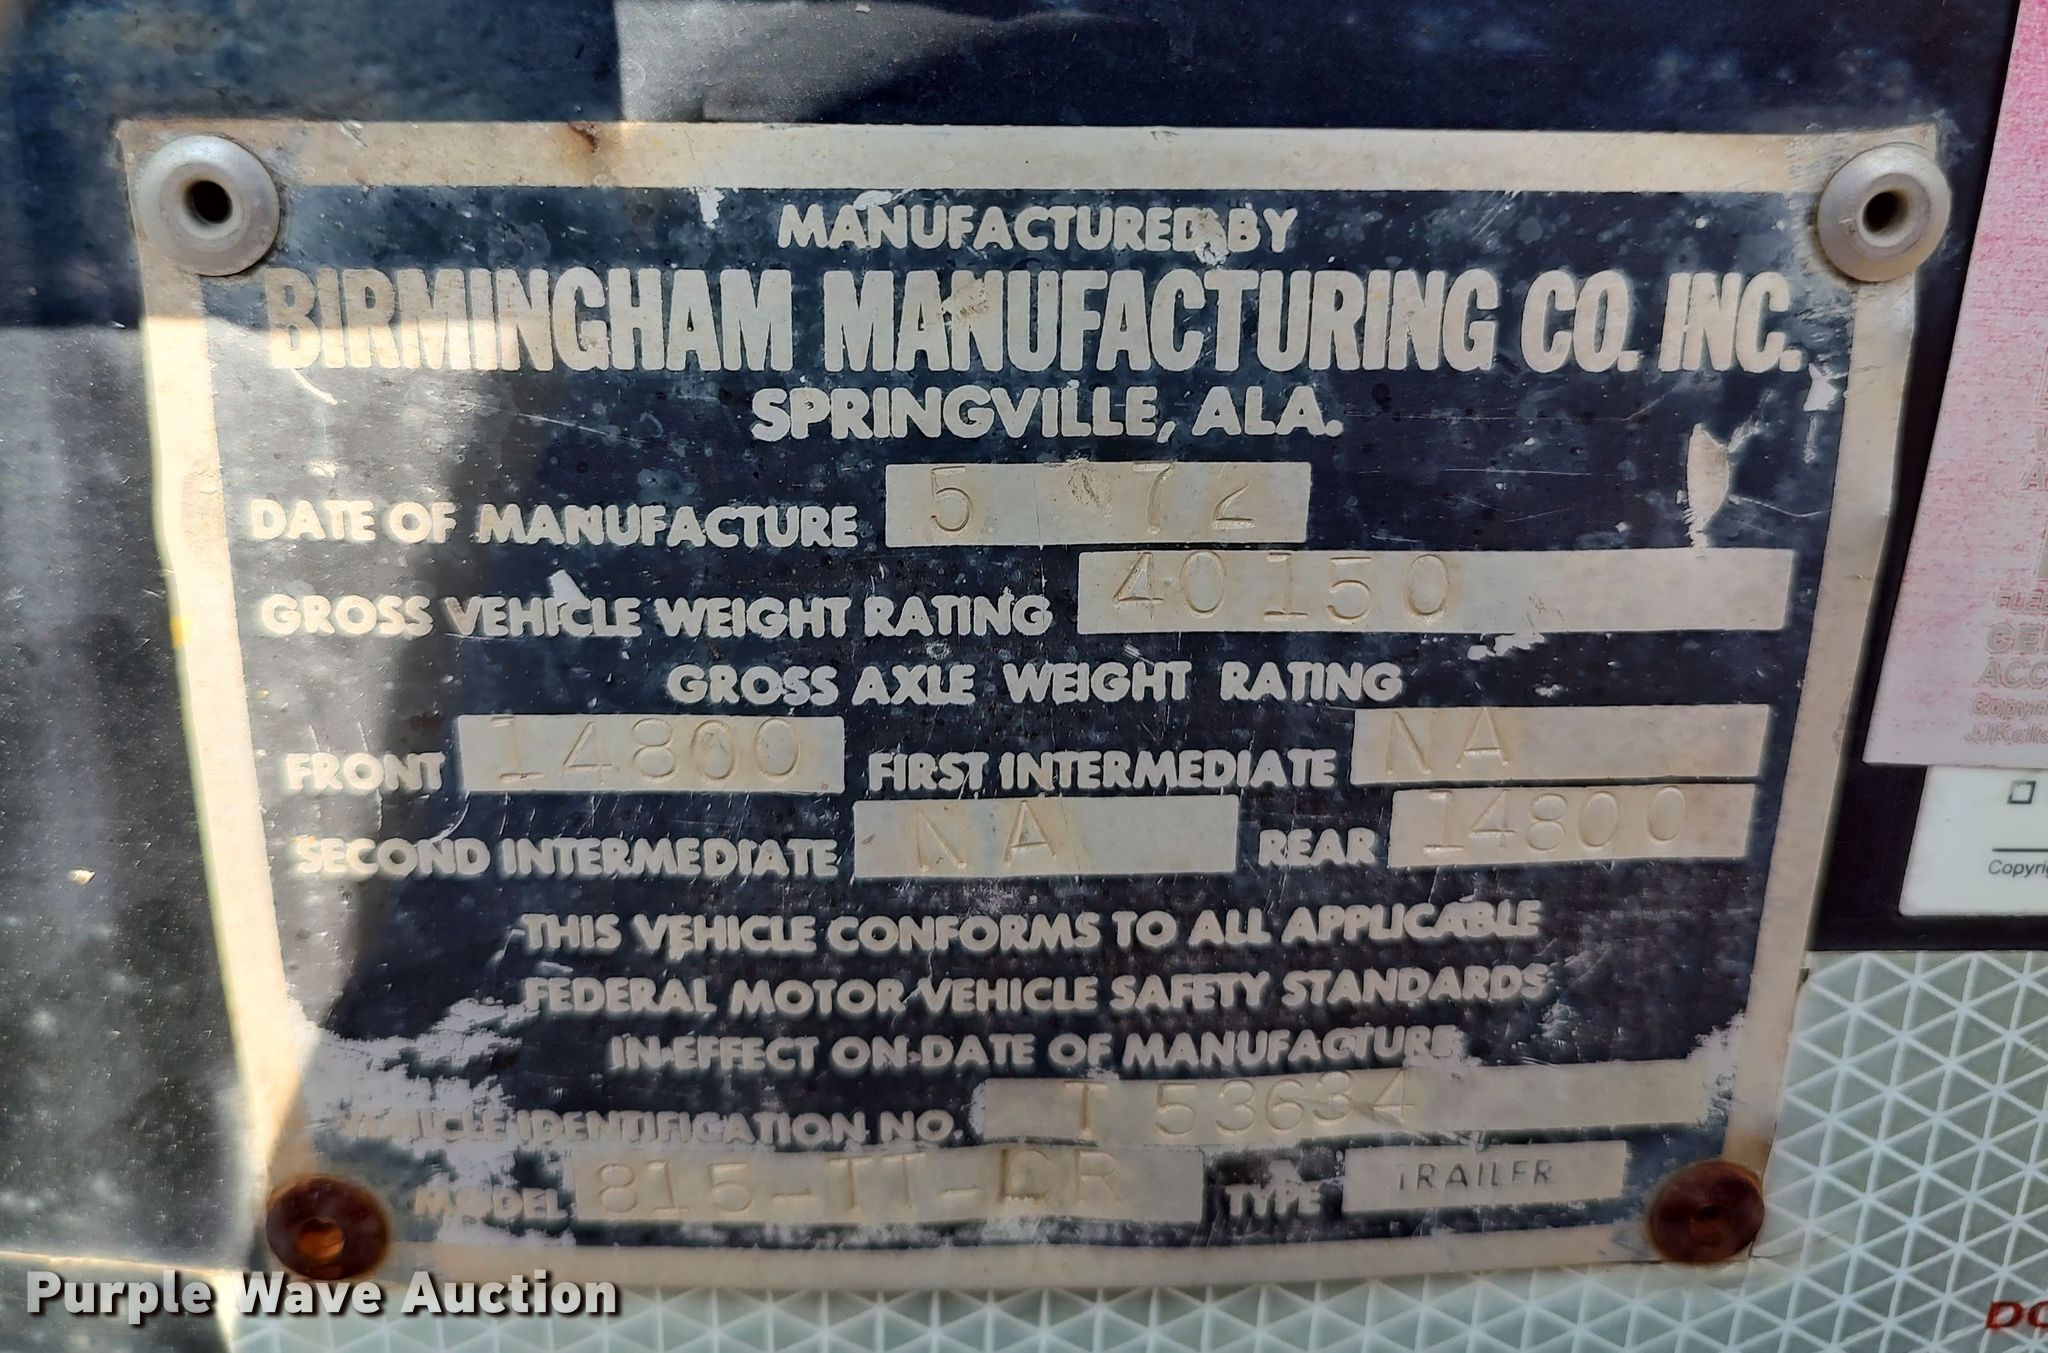 MANUFACTURED BY
BIRMINGHAM MANUFACTURING CO. INC.
SPRINGVILLE, ALA.
DATE OF MANUFACTURE 5 72
GROSS VEHICLE WEIGHT RATING 40150
GROSS AXLE WEIGHT RATING
FRONT 14800 FIRST INTERMEDIATE NA
SECOND INTERMEDIATE NA REAR 14800
THIS VEHICLE CONFORMS TO ALL APPLICABLE
FEDERAL MOTOR VEHICLE SAFETY STANDARDS
IN EFFECT ON DATE OF MANUFACTURE
VEHICLE IDENTIFICATION NO. T 53634
MODEL 815-TT- TYPE TRAILER
Purple Wave Auction